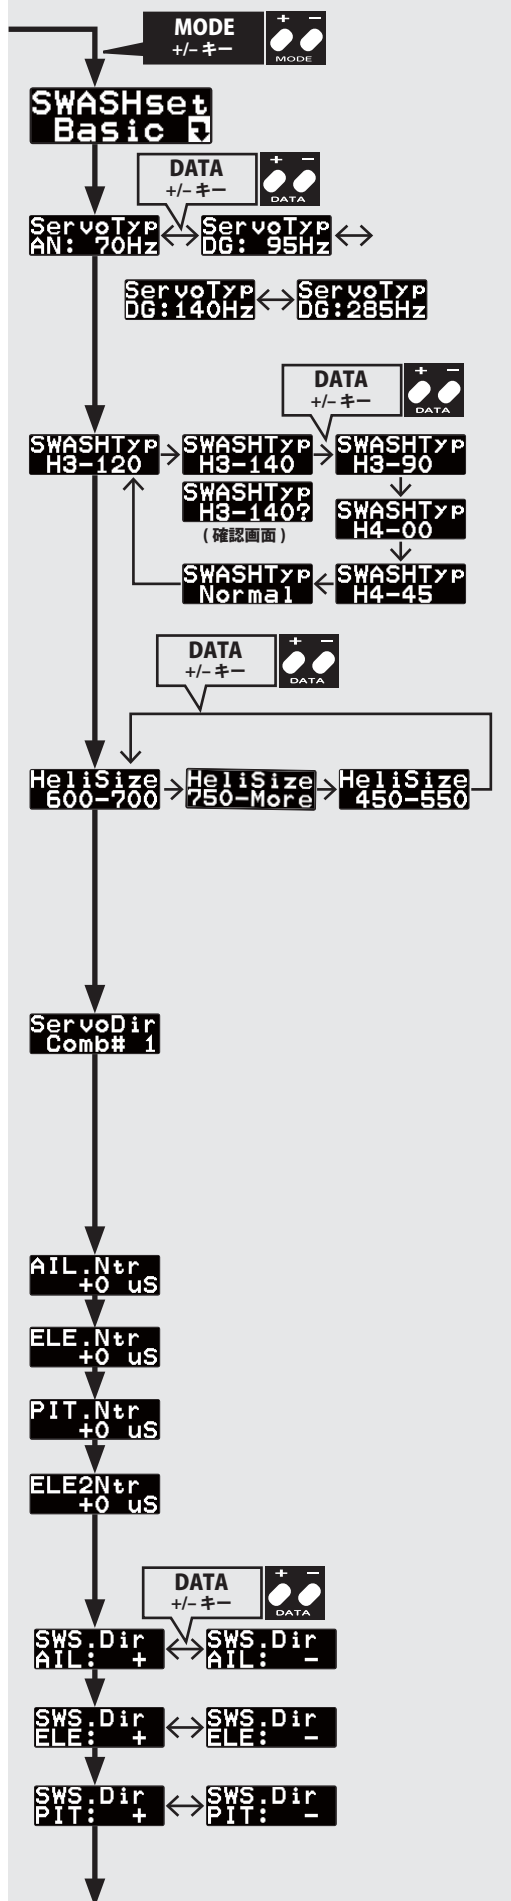 MODE
+/– キー
+ −
MODE
SWASHset
Basic
DATA
+/– キー
+ −
DATA
ServoTyp
AN: 70Hz
ServoTyp
DG: 95Hz
ServoTyp
DG:140Hz
ServoTyp
DG:285Hz
DATA
+/– キー
+ −
DATA
SWASHTyp
H3-120
SWASHTyp
H3-140
SWASHTyp
H3-90
SWASHTyp
H3-140?
( 確認画面 )
SWASHTyp
H4-00
SWASHTyp
Normal
SWASHTyp
H4-45
DATA
+/– キー
+ −
DATA
HeliSize
600-700
HeliSize
750-More
HeliSize
450-550
ServoDir
Comb# 1
AIL.Ntr
+0 uS
ELE.Ntr
+0 uS
PIT.Ntr
+0 uS
ELE2Ntr
+0 uS
DATA
+/– キー
+ −
DATA
SWS.Dir
AIL: +
SWS.Dir
AIL: −
SWS.Dir
ELE: +
SWS.Dir
ELE: −
SWS.Dir
PIT: +
SWS.Dir
PIT: −